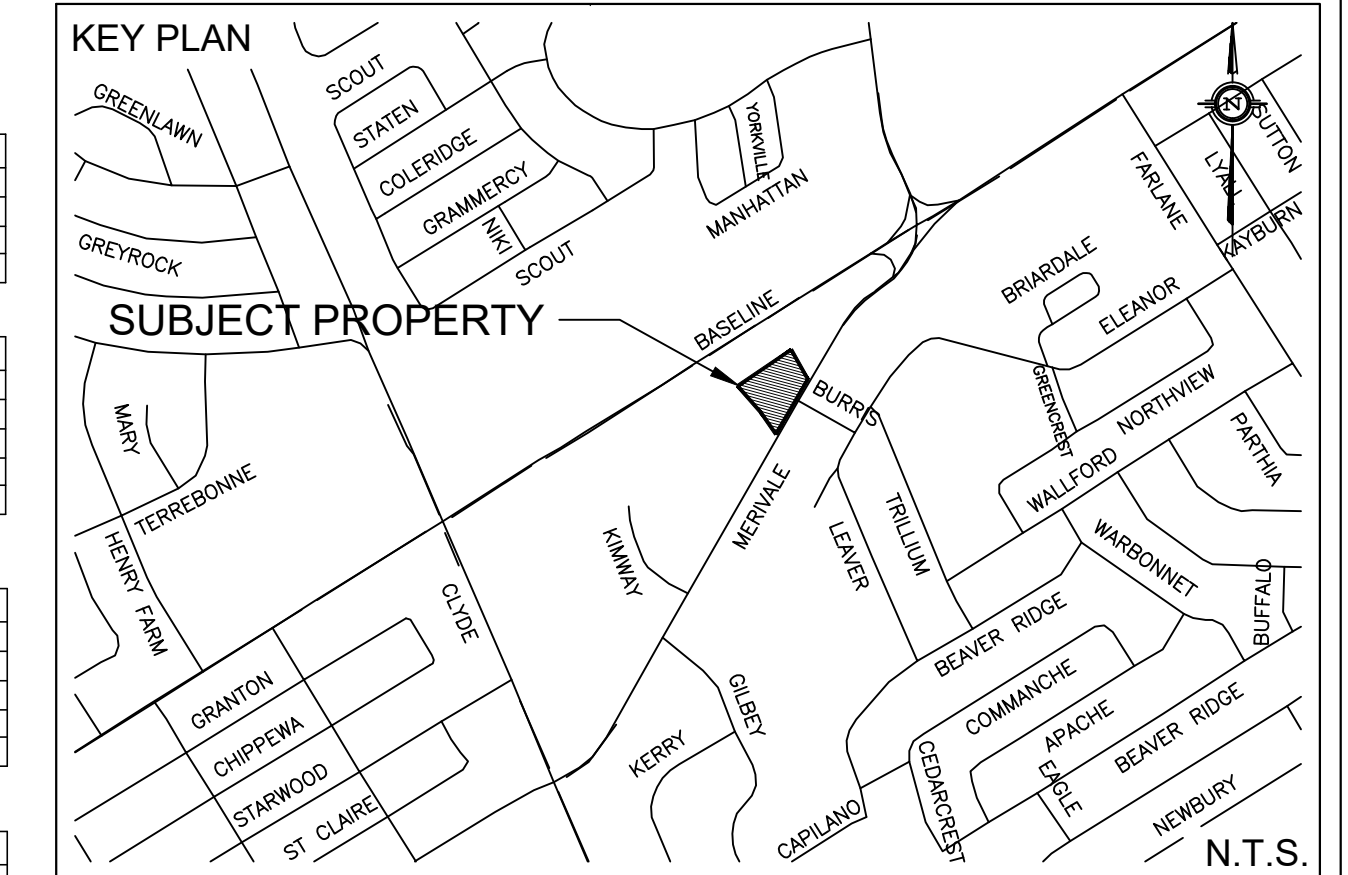 KEY PLAN
GREENLAWN
SCOUT
STATEN
COLERIDGE
GRAMMERCY
NIKI
SCOUT
YORKVILLE
MANHATTAN
N
SUTTON
LYALL
FARLANE
KAYBURN
GREYROCK
SUBJECT PROPERTY
BASELINE
BRIARDALE
ELEANOR
MARY
TERREBONNE
BURRIS
GREENCREST
NORTHVIEW
WALLFORD
PARTHIA
HENRY FARM
CLYDE
KIMWAY
MERIVALE
LEAVER
TRILLIUM
WARBONNET
BUFFALO
BEAVER RIDGE
GRANTON
CHIPPEWA
STARWOOD
ST CLAIRE
GILBEY
KERRY
COMMANCHE
APACHE
BEAVER RIDGE
EAGLE
CEDARCREST
CAPILANO
NEWBURY
N.T.S.